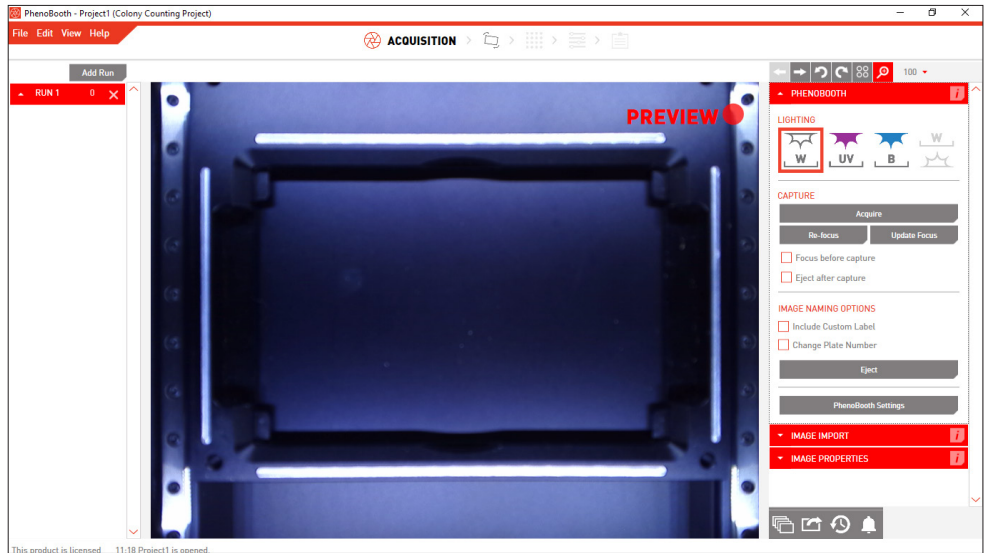 PhenoBooth - Project1 (Colony Counting Project)
File Edit View Help
ACQUISITION
Add Run
100
RUN 1 0
PREVIEW
PHENOBOOTH
LIGHTING
W UV B W
CAPTURE
Acquire
Re-focus Update Focus
Focus before capture
Eject after capture
IMAGE NAMING OPTIONS
Include Custom Label
Change Plate Number
Eject
PhenoBooth Settings
IMAGE IMPORT
IMAGE PROPERTIES
This product is licensed 11:18 Project1 is opened.